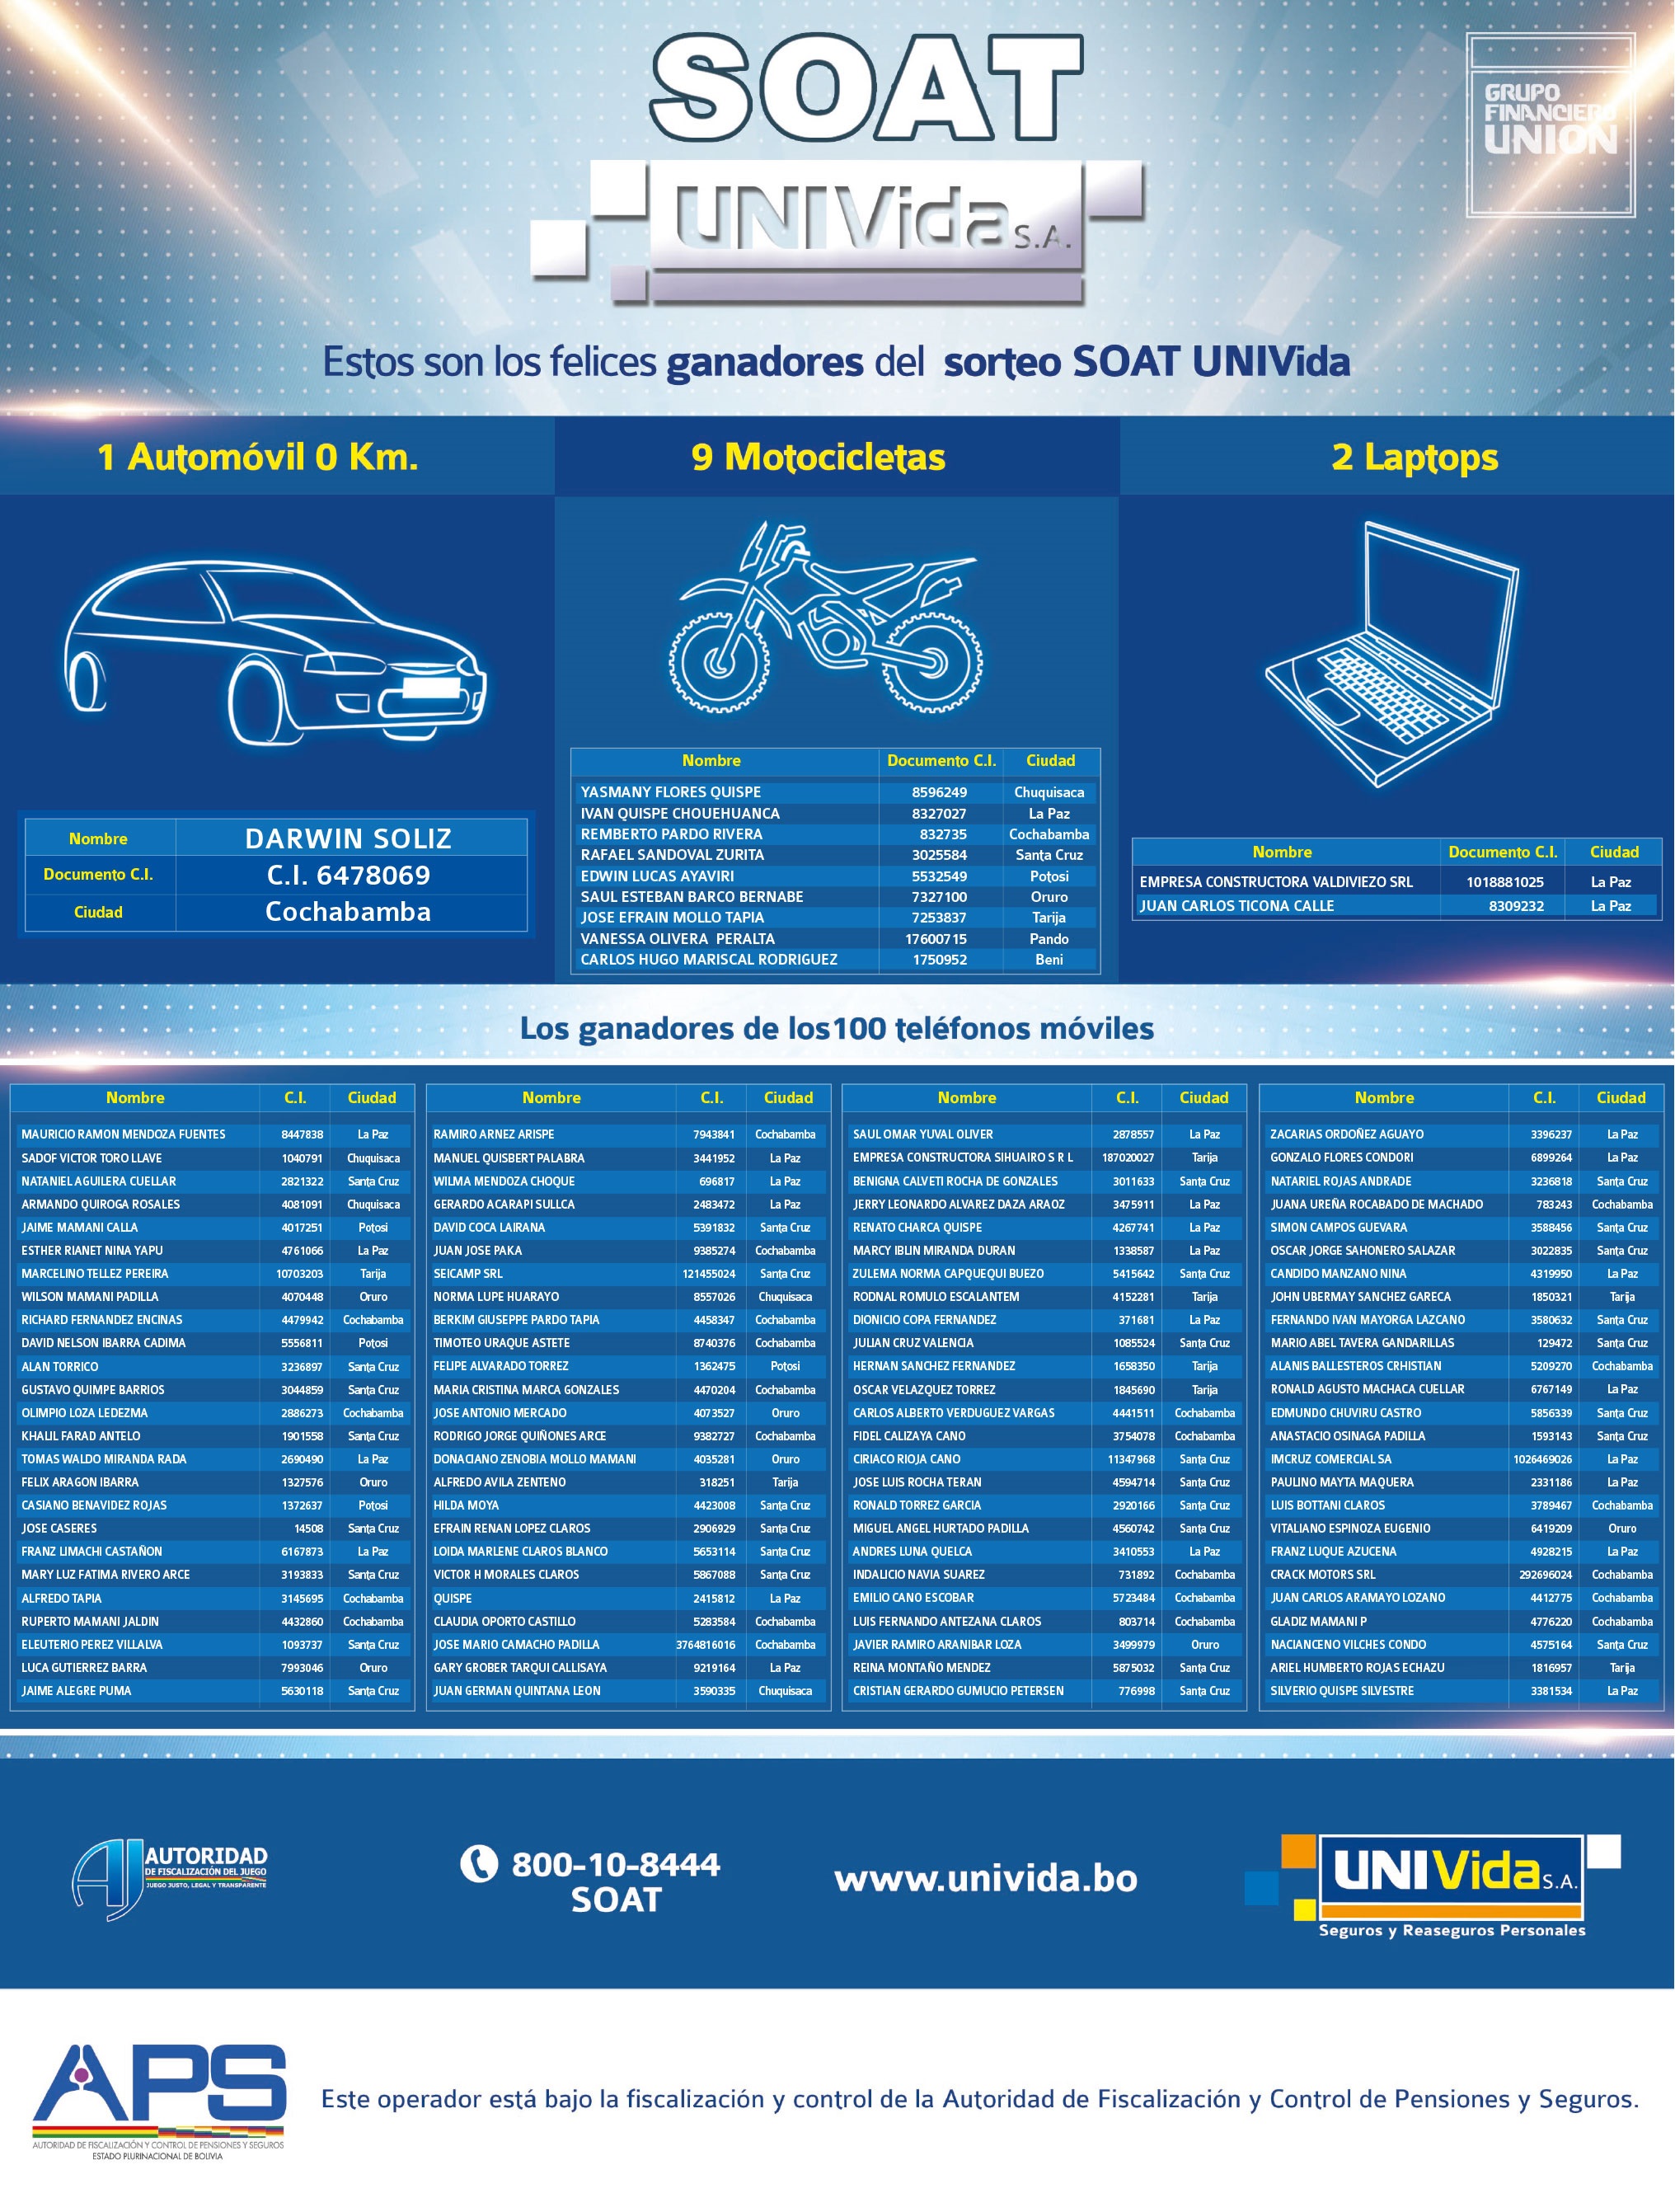 SOAT
GRUPO
FINANCIERO
UNION
UNIVida S.A.
Estos son los felices ganadores del sorteo SOAT UNIVida
1 Automóvil 0 Km.
9 Motocicletas
2 Laptops
Nombre DARWIN SOLIZ
Documento C.I. C.I. 6478069
Ciudad Cochabamba
Nombre Documento C.I. Ciudad
YASMANY FLORES QUISPE 8596249 Chuquisaca
IVAN QUISPE CHOUEHUANCA 8327027 La Paz
REMBERTO PARDO RIVERA 832735 Cochabamba
RAFAEL SANDOVAL ZURITA 3025584 Santa Cruz
EDWIN LUCAS AYAVIRI 5532549 Potosi
SAUL ESTEBAN BARCO BERNABE 7327100 Oruro
JOSE EFRAIN MOLLO TAPIA 7253837 Tarija
VANESSA OLIVERA PERALTA 17600715 Pando
CARLOS HUGO MARISCAL RODRIGUEZ 1750952 Beni
Nombre Documento C.I. Ciudad
EMPRESA CONSTRUCTORA VALDIVIEZO SRL 1018881025 La Paz
JUAN CARLOS TICONA CALLE 8309232 La Paz
Los ganadores de los100 teléfonos móviles
Nombre C.I. Ciudad
MAURICIO RAMON MENDOZA FUENTES 8447838 La Paz
SADOF VICTOR TORO LLAVE 1040791 Chuquisaca
NATANIEL AGUILERA CUELLAR 2821322 Santa Cruz
ARMANDO QUIROGA ROSALES 4081091 Chuquisaca
JAIME MAMANI CALLA 4017251 Potosi
ESTHER RIANET NINA YAPU 4761066 La Paz
MARCELINO TELLEZ PEREIRA 10703203 Tarija
WILSON MAMANI PADILLA 4070448 Oruro
RICHARD FERNANDEZ ENCINAS 4479942 Cochabamba
DAVID NELSON IBARRA CADIMA 5556811 Potosi
ALAN TORRICO 3236897 Santa Cruz
GUSTAVO QUIMPE BARRIOS 3044859 Santa Cruz
OLIMPIO LOZA LEDEZMA 2886273 Cochabamba
KHALIL FARAD ANTELO 1901558 Santa Cruz
TOMAS WALDO MIRANDA RADA 2690490 La Paz
FELIX ARAGON IBARRA 1327576 Oruro
CASIANO BENAVIDEZ ROJAS 1372637 Potosi
JOSE CASERES 14508 Santa Cruz
FRANZ LIMACHI CASTAÑON 6167873 La Paz
MARY LUZ FATIMA RIVERO ARCE 3193833 Santa Cruz
ALFREDO TAPIA 3145695 Cochabamba
RUPERTO MAMANI JALDIN 4432860 Cochabamba
ELEUTERIO PEREZ VILLALVA 1093737 Santa Cruz
LUCA GUTIERREZ BARRA 7993046 Oruro
JAIME ALEGRE PUMA 5630118 Santa Cruz
Nombre C.I. Ciudad
RAMIRO ARNEZ ARISPE 7943841 Cochabamba
MANUEL QUISBERT PALABRA 3441952 La Paz
WILMA MENDOZA CHOQUE 696817 La Paz
GERARDO ACARAPI SULLCA 2483472 La Paz
DAVID COCA LAIRANA 5391832 Santa Cruz
JUAN JOSE PAKA 9385274 Cochabamba
SEICAMP SRL 121455024 Santa Cruz
NORMA LUPE HUARAYO 8557026 Chuquisaca
BERKIM GIUSEPPE PARDO TAPIA 4458347 Cochabamba
TIMOTEO URAQUE ASTETE 8740376 Cochabamba
FELIPE ALVARADO TORREZ 1362475 Potosi
MARIA CRISTINA MARCA GONZALES 4470204 Cochabamba
JOSE ANTONIO MERCADO 4073527 Oruro
RODRIGO JORGE QUIÑONES ARCE 9382727 Cochabamba
DONACIANO ZENOBIA MOLLO MAMANI 4035281 Oruro
ALFREDO AVILA ZENTENO 318251 Tarija
HILDA MOYA 4423008 Santa Cruz
EFRAIN RENAN LOPEZ CLAROS 2906929 Santa Cruz
LOIDA MARLENE CLAROS BLANCO 5653114 Santa Cruz
VICTOR H MORALES CLAROS 5867088 Santa Cruz
QUISPE 2415812 La Paz
CLAUDIA OPORTO CASTILLO 5283584 Cochabamba
JOSE MARIO CAMACHO PADILLA 3764816016 Cochabamba
GARY GROBER TARQUI CALLISAYA 9219164 La Paz
JUAN GERMAN QUINTANA LEON 3590335 Chuquisaca
Nombre C.I. Ciudad
SAUL OMAR YUVAL OLIVER 2878557 La Paz
EMPRESA CONSTRUCTORA SIHUAIRO S R L 187020027 Tarija
BENIGNA CALVETI ROCHA DE GONZALES 3011633 Santa Cruz
JERRY LEONARDO ALVAREZ DAZA ARAOZ 3475911 La Paz
RENATO CHARCA QUISPE 4267741 La Paz
MARCY IBLIN MIRANDA DURAN 1338587 La Paz
ZULEMA NORMA CAPQUEQUI BUEZO 5415642 Santa Cruz
RODNAL ROMULO ESCALANTEM 4152281 Tarija
DIONICIO COPA FERNANDEZ 371681 La Paz
JULIAN CRUZ VALENCIA 1085524 Santa Cruz
HERNAN SANCHEZ FERNANDEZ 1658350 Tarija
OSCAR VELAZQUEZ TORREZ 1845690 Tarija
CARLOS ALBERTO VERDUGUEZ VARGAS 4441511 Cochabamba
FIDEL CALIZAYA CANO 3754078 Cochabamba
CIRIACO RIOJA CANO 11347968 Santa Cruz
JOSE LUIS ROCHA TERAN 4594714 Santa Cruz
RONALD TORREZ GARCIA 2920166 Santa Cruz
MIGUEL ANGEL HURTADO PADILLA 4560742 Santa Cruz
ANDRES LUNA QUELCA 3410553 La Paz
INDALICIO NAVIA SUAREZ 731892 Cochabamba
EMILIO CANO ESCOBAR 5723484 Cochabamba
LUIS FERNANDO ANTEZANA CLAROS 803714 Cochabamba
JAVIER RAMIRO ARANIBAR LOZA 3499979 Oruro
REINA MONTAÑO MENDEZ 5875032 Santa Cruz
CRISTIAN GERARDO GUMUCIO PETERSEN 776998 Santa Cruz
Nombre C.I. Ciudad
ZACARIAS ORDOÑEZ AGUAYO 3396237 La Paz
GONZALO FLORES CONDORI 6899264 La Paz
NATARIEL ROJAS ANDRADE 3236818 Santa Cruz
JUANA UREÑA ROCABADO DE MACHADO 783243 Cochabamba
SIMON CAMPOS GUEVARA 3588456 Santa Cruz
OSCAR JORGE SAHONERO SALAZAR 3022835 Santa Cruz
CANDIDO MANZANO NINA 4319950 La Paz
JOHN UBERMAY SANCHEZ GARECA 1850321 Tarija
FERNANDO IVAN MAYORGA LAZCANO 3580632 Santa Cruz
MARIO ABEL TAVERA GANDARILLAS 129472 Santa Cruz
ALANIS BALLESTEROS CRHISTIAN 5209270 Cochabamba
RONALD AGUSTO MACHACA CUELLAR 6767149 La Paz
EDMUNDO CHUVIRU CASTRO 5856339 Santa Cruz
ANASTACIO OSINAGA PADILLA 1593143 Santa Cruz
IMCRUZ COMERCIAL SA 1026469026 La Paz
PAULINO MAYTA MAQUERA 2331186 La Paz
LUIS BOTTANI CLAROS 3789467 Cochabamba
VITALIANO ESPINOZA EUGENIO 6419209 Oruro
FRANZ LUQUE AZUCENA 4928215 La Paz
CRACK MOTORS SRL 292696024 Cochabamba
JUAN CARLOS ARAMAYO LOZANO 4412775 Cochabamba
GLADIZ MAMANI P 4776220 Cochabamba
NACIANCENO VILCHES CONDO 4575164 Santa Cruz
ARIEL HUMBERTO ROJAS ECHAZU 1816957 Tarija
SILVERIO QUISPE SILVESTRE 3381534 La Paz
AJ AUTORIDAD
DE FISCALIZACIÓN DEL JUEGO
JUEGO JUSTO, LEGAL Y TRANSPARENTE
800-10-8444
SOAT
www.univida.bo
UNIVida S.A.
Seguros y Reaseguros Personales
APS
AUTORIDAD DE FISCALIZACIÓN Y CONTROL DE PENSIONES Y SEGUROS
ESTADO PLURINACIONAL DE BOLIVIA
Este operador está bajo la fiscalización y control de la Autoridad de Fiscalización y Control de Pensiones y Seguros.